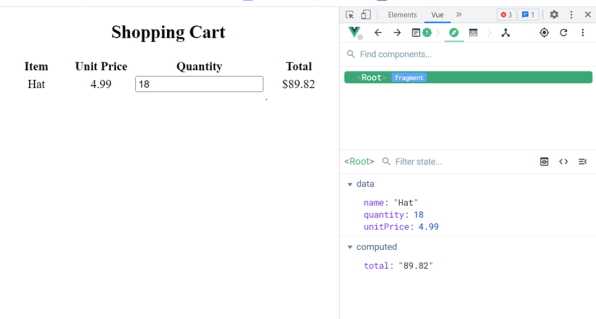 Shopping Cart
Item Unit Price Quantity Total
Hat 4.99 18 $89.82
Elements Vue » 3 1
Find components...
<Root> fragment
<Root> Filter state...
data
name: "Hat"
quantity: 18
unitPrice: 4.99
computed
total: "89.82"